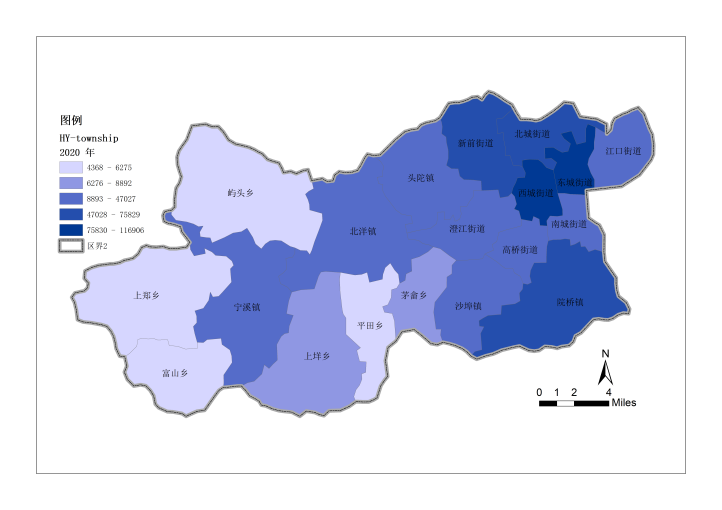 图例
HY-township
2020 年
4368 - 6275
6276 - 8892
8893 - 47027
47028 - 75829
75830 - 116906
区界2
北城街道
新前街道
江口街道
头陀镇
东城街道
西城街道
屿头乡
南城街道
北洋镇
澄江街道
高桥街道
上郑乡
茅畲乡
宁溪镇
沙埠镇
院桥镇
平田乡
上垟乡
富山乡
N
0 1 2 4
Miles